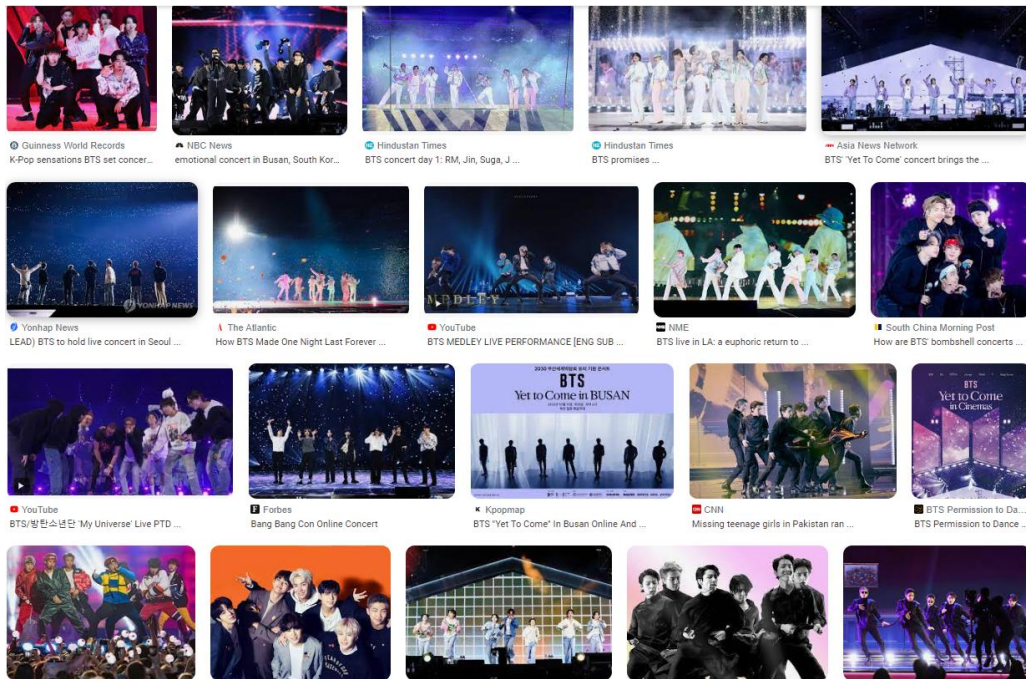 Guinness World Records
K-Pop sensations BTS set concer...
NBC News
emotional concert in Busan, South Kor...
Hindustan Times
BTS concert day 1: RM, Jin, Suga, J ...
Hindustan Times
BTS promises ...
Asia News Network
BTS' 'Yet To Come' concert brings the ...
YONHAP NEWS
MEDLEY
Yonhap News
LEAD) BTS to hold live concert in Seoul ...
The Atlantic
How BTS Made One Night Last Forever ...
YouTube
BTS MEDLEY LIVE PERFORMANCE [ENG SUB ...
NME
BTS live in LA: a euphoric return to ...
South China Morning Post
How are BTS' bombshell concerts ...
BTS
Yet to Come in BUSAN
BTS
Yet to Come
in Cinemas
YouTube
BTS/방탄소년단 'My Universe' Live PTD ...
Forbes
Bang Bang Con Online Concert
Kpopmap
BTS "Yet To Come" In Busan Online And ...
CNN
Missing teenage girls in Pakistan ran ...
BTS Permission to Da...
BTS Permission to Dance ...